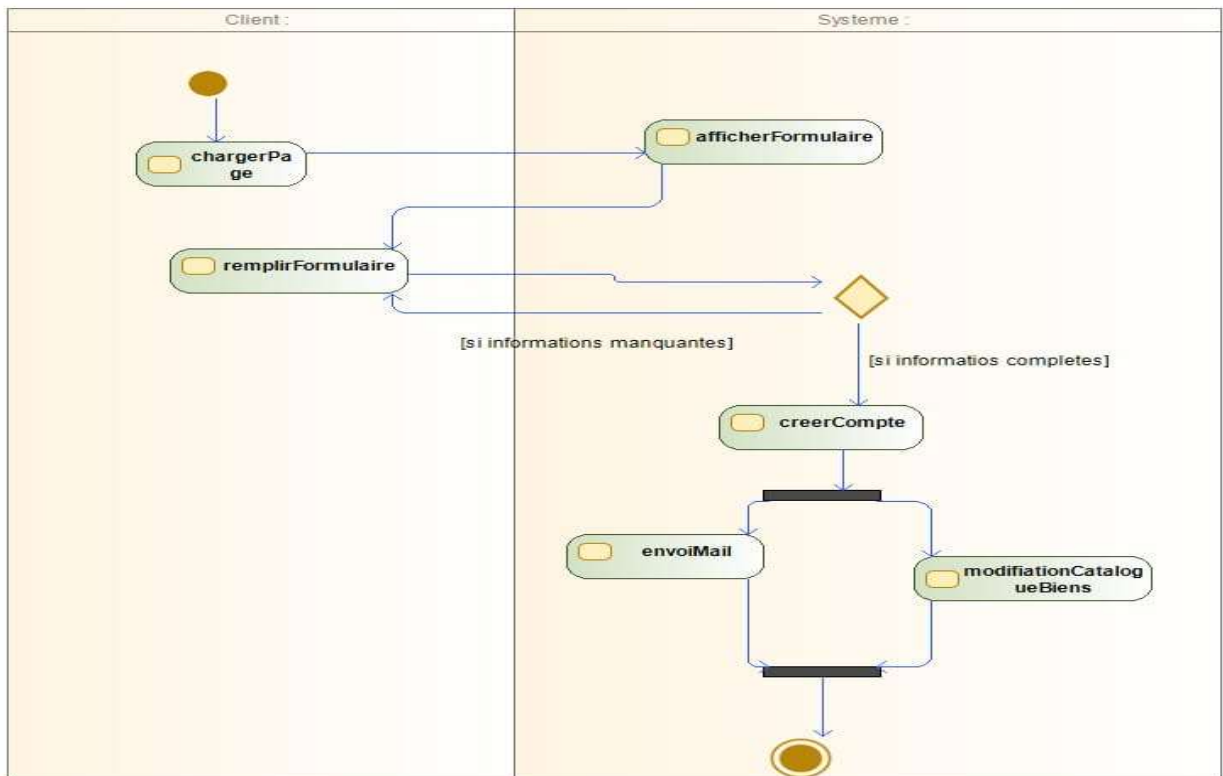 Client :
Systeme :
afficherFormulaire
chargerPa
ge
remplirFormulaire
[si informations manquantes]
[si informatios completes]
creerCompte
envoiMail
modifiationCatalog
ueBiens